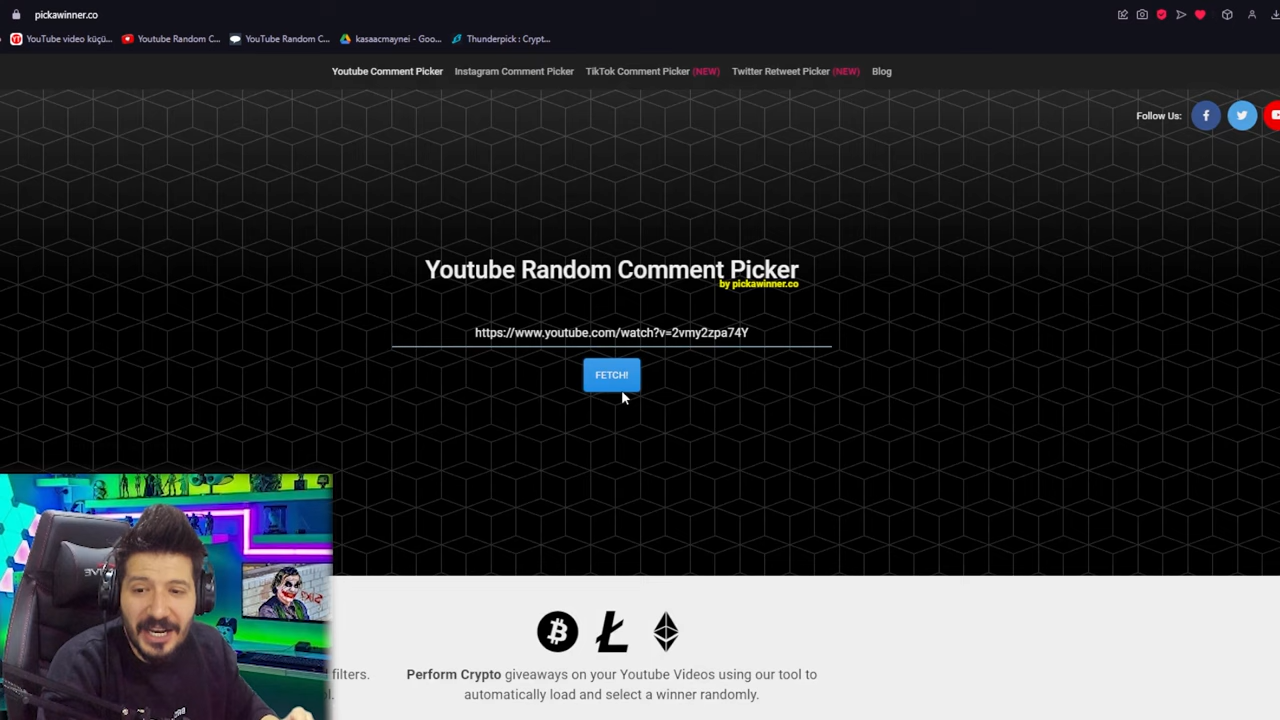 pickawinner.co
YouTube video küçü...
YouTube Random C...
YouTube Random C...
kasaacmaynei - Goo...
Thunderpick : Crypt...
Youtube Comment Picker
Instagram Comment Picker
TikTok Comment Picker (NEW)
Twitter Retweet Picker (NEW)
Blog
Follow Us:
Youtube Random Comment Picker
by pickawinner.co
https://www.youtube.com/watch?v=2vmy2zpa74Y
FETCH!
filters.
Perform Crypto giveaways on your Youtube Videos using our tool to
automatically load and select a winner randomly.